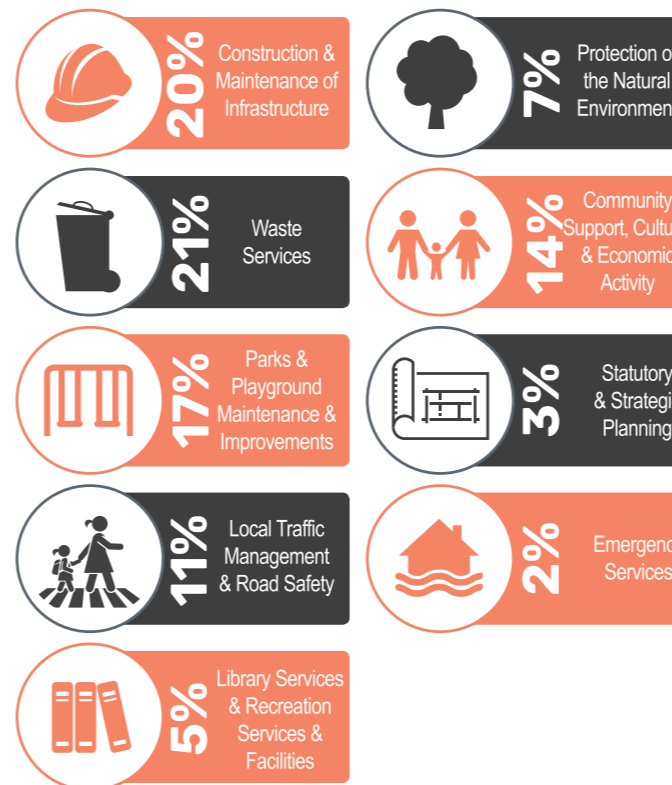 20%
Construction &
Maintenance of
Infrastructure
21%
Waste
Services
17%
Parks &
Playground
Maintenance &
Improvements
11%
Local Traffic
Management
& Road Safety
5%
Library Services
& Recreation
Services &
Facilities
7%
Protection o
the Natural
Environmen
14%
Community
Support, Cultu
& Economic
Activity
3%
Statutory
& Strategi
Planning
2%
Emergenc
Services